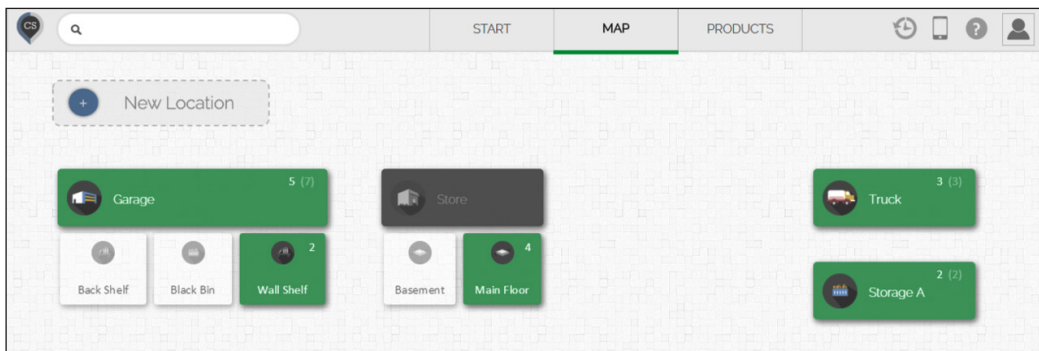 CS
START
MAP
PRODUCTS
?
+ New Location
Garage
5 (7)
Store
Truck
3 (3)
Back Shelf
Black Bin
Wall Shelf
2
Basement
Main Floor
4
Storage A
2 (2)